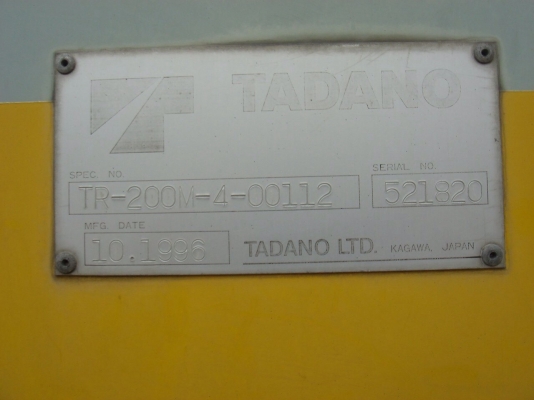 TADANO
SPEC. NO. SERIAL NO.
TR-200M-4-00112 521820
MFG. DATE
10.1996 TADANO LTD. KAGAWA, JAPAN